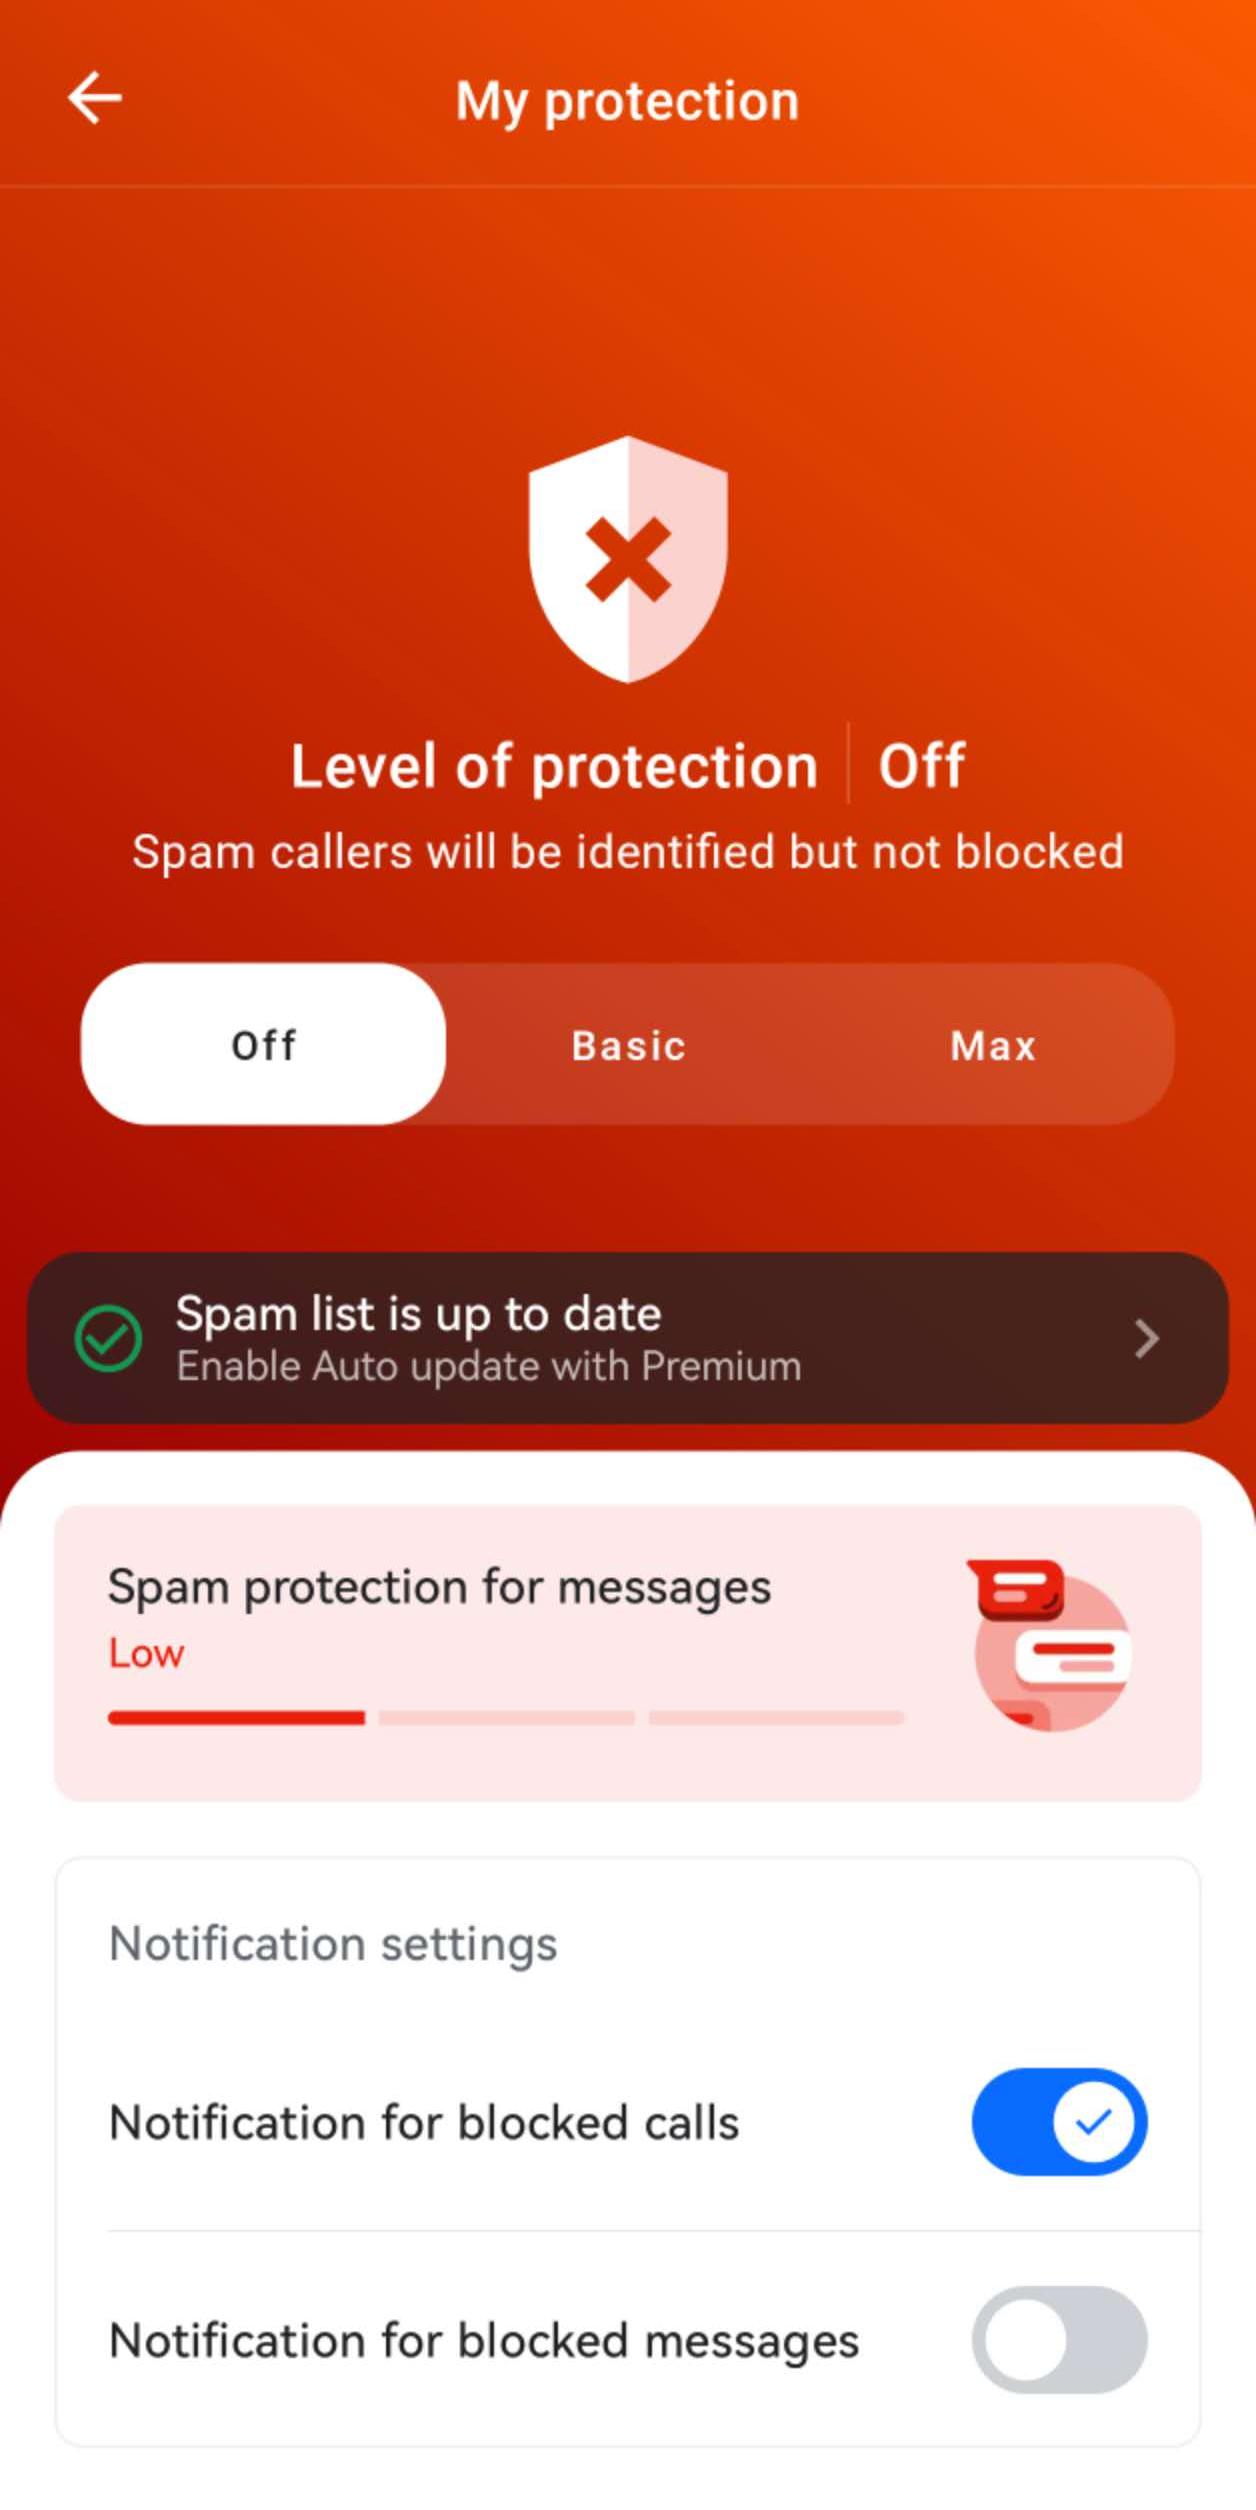 My protection
Level of protection Off
Spam callers will be identified but not blocked
Off Basic Max
Spam list is up to date
Enable Auto update with Premium
Spam protection for messages
Low
Notification settings
Notification for blocked calls
Notification for blocked messages